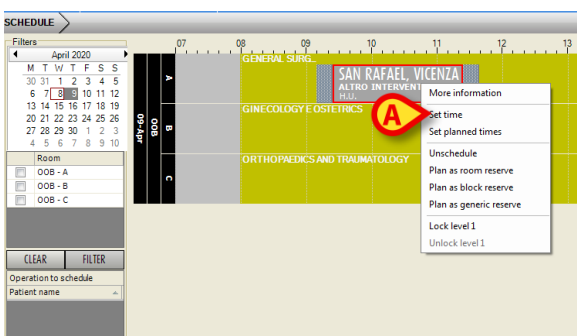 SCHEDULE
Filters
April 2020
M T W T F S S
30 31 1 2 3 4 5
6 7 8 9 10 11 12
13 14 15 16 17 18 19
20 21 22 23 24 25 26
27 28 29 30 1 2 3
4 5 6 7 8 9 10
Room
OOB - A
OOB - B
OOB - C
CLEAR FILTER
Operation to schedule
Patient name
07 08 09 10 11 12 13
09-Apr
OOB
A
GENERAL SURG...
SAN RAFAEL, VICENZA
ALTRO INTERVENT
H.U.
B
GINECOLOGY E OSTETRICS
C
ORTHOPAEDICS AND TRAUMATOLOGY
A
More information
Set time
Set planned times
Unschedule
Plan as room reserve
Plan as block reserve
Plan as generic reserve
Lock level 1
Unlock level 1